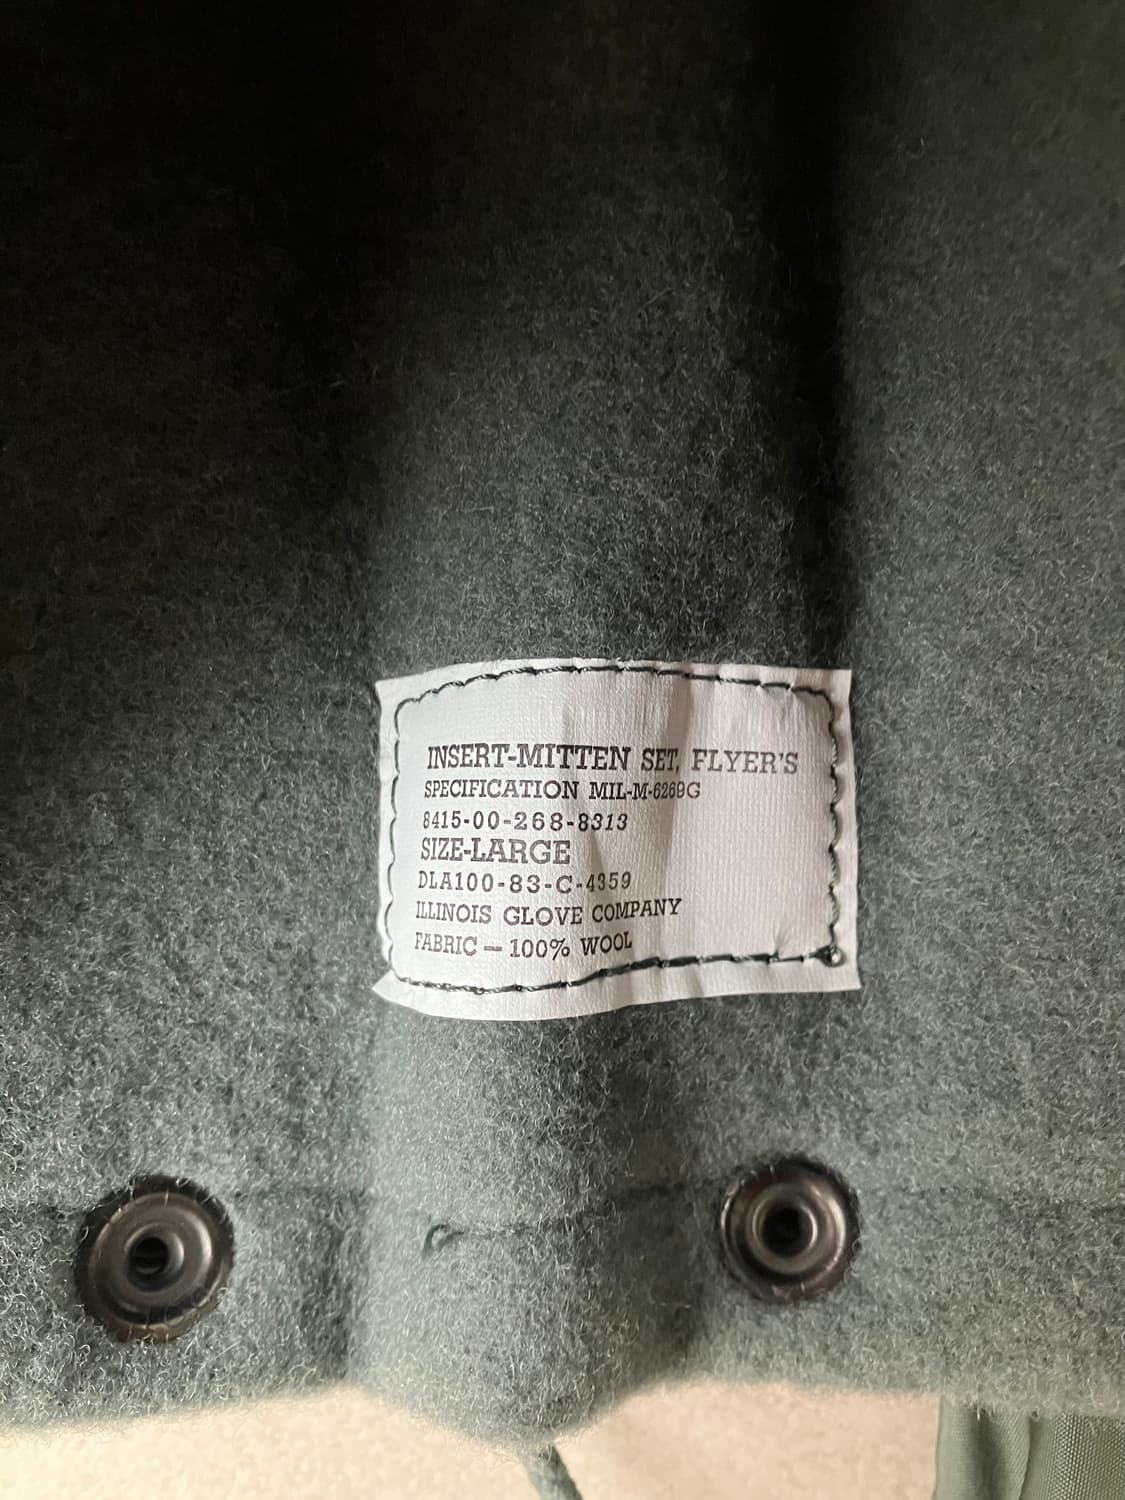 INSERT-MITTEN SET, FLYER'S
SPECIFICATION MIL-M-6269G
8415-00-268-8313
SIZE-LARGE
DLA100-83-C-4359
ILLINOIS GLOVE COMPANY
FABRIC — 100% WOOL